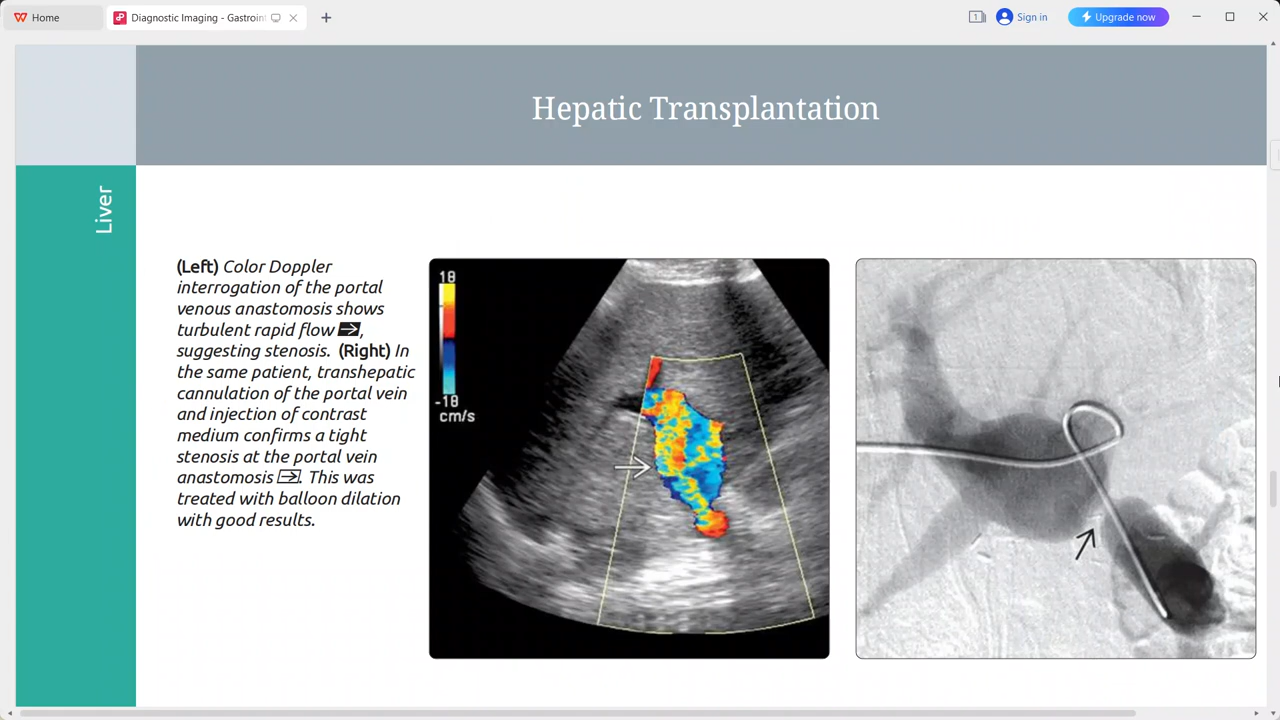 Home
Diagnostic Imaging - Gastroint
1
Sign in
Upgrade now
Hepatic Transplantation
Liver
(Left) Color Doppler
interrogation of the portal
venous anastomosis shows
turbulent rapid flow ➡,
suggesting stenosis. (Right) In
the same patient, transhepatic
cannulation of the portal vein
and injection of contrast
medium confirms a tight
stenosis at the portal vein
anastomosis ➡. This was
treated with balloon dilation
with good results.
18
-18
cm/s